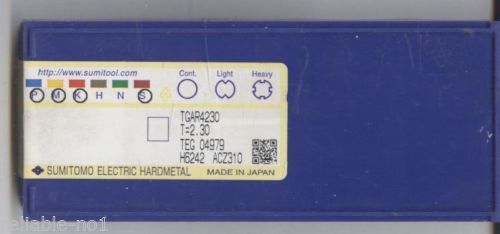 http://www.sumitool.com
Cont. Light Heavy
P M K H N S
TGAR4230
T=2.30
TEG 04979
H6242 ACZ310
SUMITOMO ELECTRIC HARDMETAL MADE IN JAPAN
eliable-no1